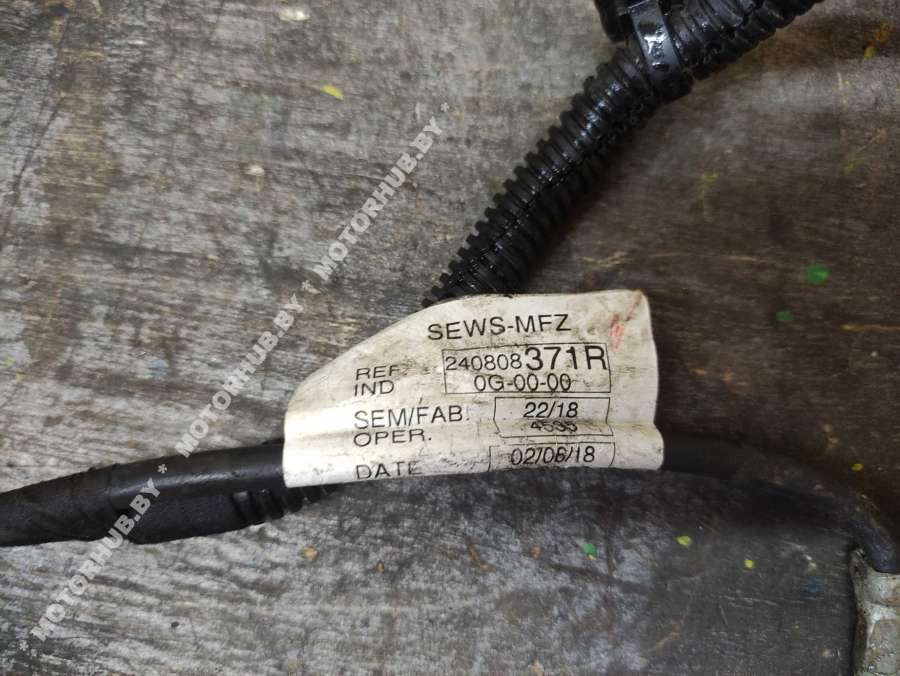 SEWS-MFZ
REF 240808371R
IND 0G-00-00
SEM/FAB. 22/18
OPER. 4535
DATE 02/06/18
* MOTORHUB.BY * MOTORHUB.BY * MOTORHUB.BY * MOTORHUB.BY *